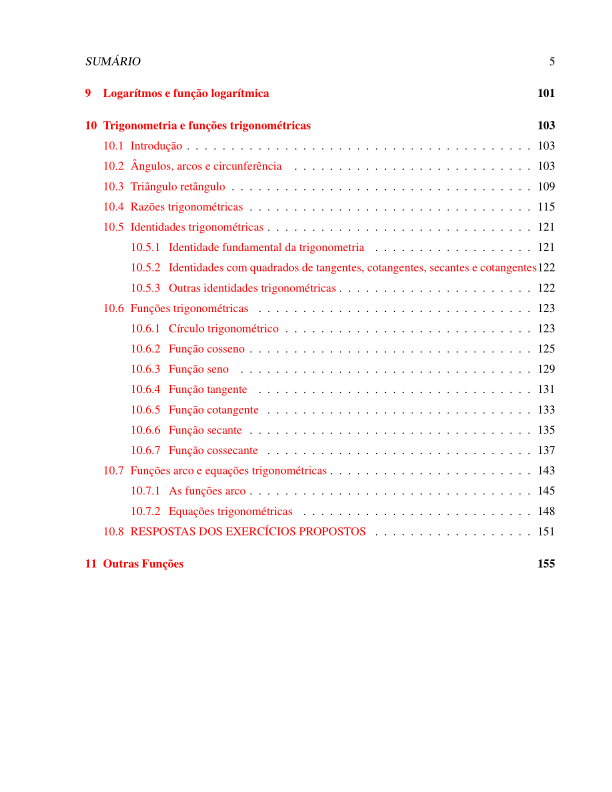 SUMÁRIO 5
9 Logarítmos e função logarítmica 101
10 Trigonometria e funções trigonométricas 103
10.1 Introdução . . . . . . . . . . . . . . . . . . . . . . . . . . . . . . . . . . . . . . . 103
10.2 Ângulos, arcos e circunferência . . . . . . . . . . . . . . . . . . . . . . . . . . . 103
10.3 Triângulo retângulo . . . . . . . . . . . . . . . . . . . . . . . . . . . . . . . . . . 109
10.4 Razões trigonométricas . . . . . . . . . . . . . . . . . . . . . . . . . . . . . . . . 115
10.5 Identidades trigonométricas . . . . . . . . . . . . . . . . . . . . . . . . . . . . . . 121
10.5.1 Identidade fundamental da trigonometria . . . . . . . . . . . . . . . . . . 121
10.5.2 Identidades com quadrados de tangentes, cotangentes, secantes e cotangentes122
10.5.3 Outras identidades trigonométricas . . . . . . . . . . . . . . . . . . . . . . 122
10.6 Funções trigonométricas . . . . . . . . . . . . . . . . . . . . . . . . . . . . . . . 123
10.6.1 Círculo trigonométrico . . . . . . . . . . . . . . . . . . . . . . . . . . . . 123
10.6.2 Função cosseno . . . . . . . . . . . . . . . . . . . . . . . . . . . . . . . . 125
10.6.3 Função seno . . . . . . . . . . . . . . . . . . . . . . . . . . . . . . . . . 129
10.6.4 Função tangente . . . . . . . . . . . . . . . . . . . . . . . . . . . . . . . 131
10.6.5 Função cotangente . . . . . . . . . . . . . . . . . . . . . . . . . . . . . . 133
10.6.6 Função secante . . . . . . . . . . . . . . . . . . . . . . . . . . . . . . . . 135
10.6.7 Função cossecante . . . . . . . . . . . . . . . . . . . . . . . . . . . . . . 137
10.7 Funções arco e equações trigonométricas . . . . . . . . . . . . . . . . . . . . . . . 143
10.7.1 As funções arco . . . . . . . . . . . . . . . . . . . . . . . . . . . . . . . . 145
10.7.2 Equações trigonométricas . . . . . . . . . . . . . . . . . . . . . . . . . . 148
10.8 RESPOSTAS DOS EXERCÍCIOS PROPOSTOS . . . . . . . . . . . . . . . . . . 151
11 Outras Funções 155